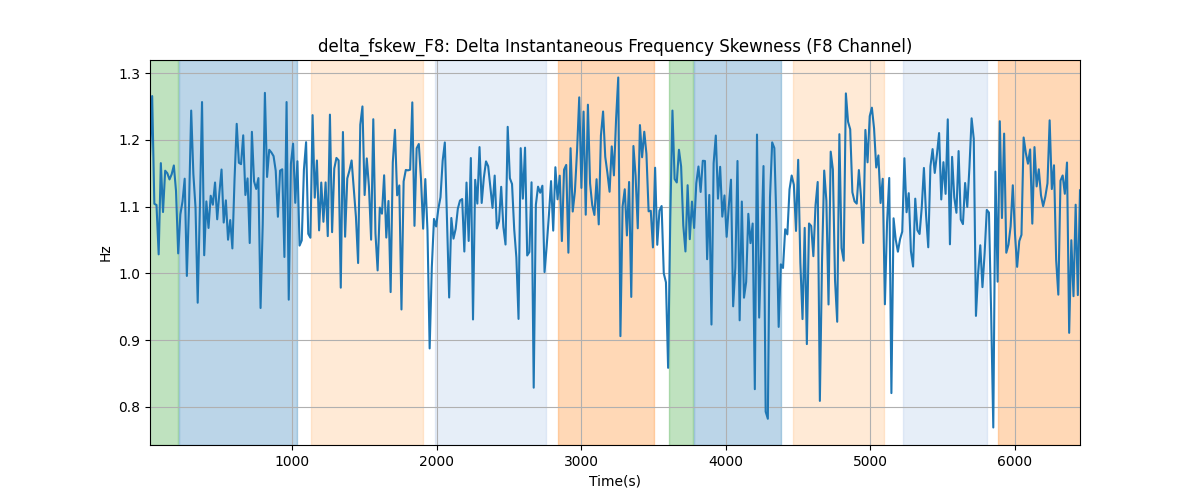 delta_fskew_F8: Delta Instantaneous Frequency Skewness (F8 Channel)
1.3
1.2
1.1
1.0
0.9
0.8
Hz
1000 2000 3000 4000 5000 6000
Time(s)